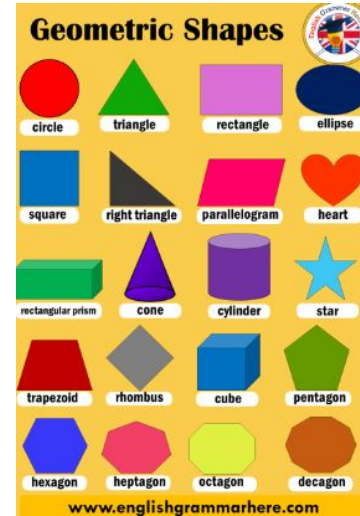 Geometric Shapes
circle triangle rectangle ellipse
square right triangle parallelogram heart
rectangular prism cone cylinder star
trapezoid rhombus cube pentagon
hexagon heptagon octagon decagon
www.englishgrammarhere.com